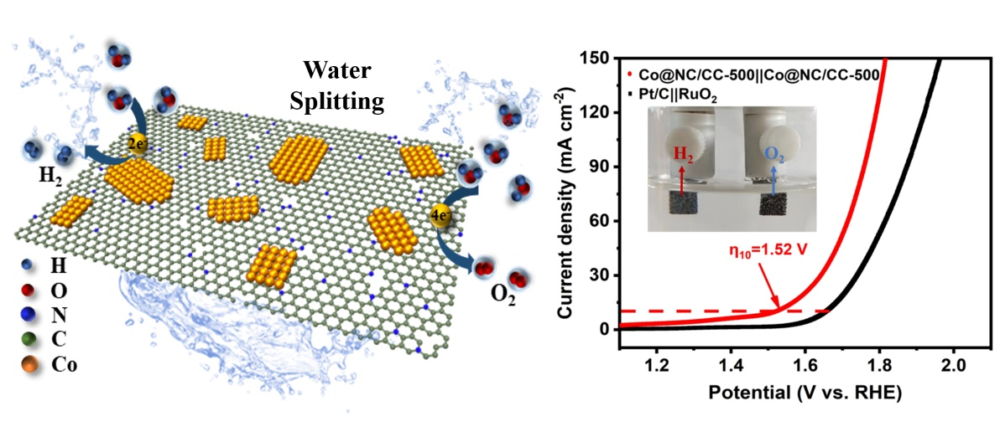 Water
Splitting
2e⁻
H₂
4e⁻
O₂
H
O
N
C
Co
Current density (mA cm⁻²)
150
120
90
60
30
0
Co@NC/CC-500||Co@NC/CC-500
Pt/C||RuO₂
H₂
O₂
η₁₀=1.52 V
1.2
1.4
1.6
1.8
2.0
Potential (V vs. RHE)